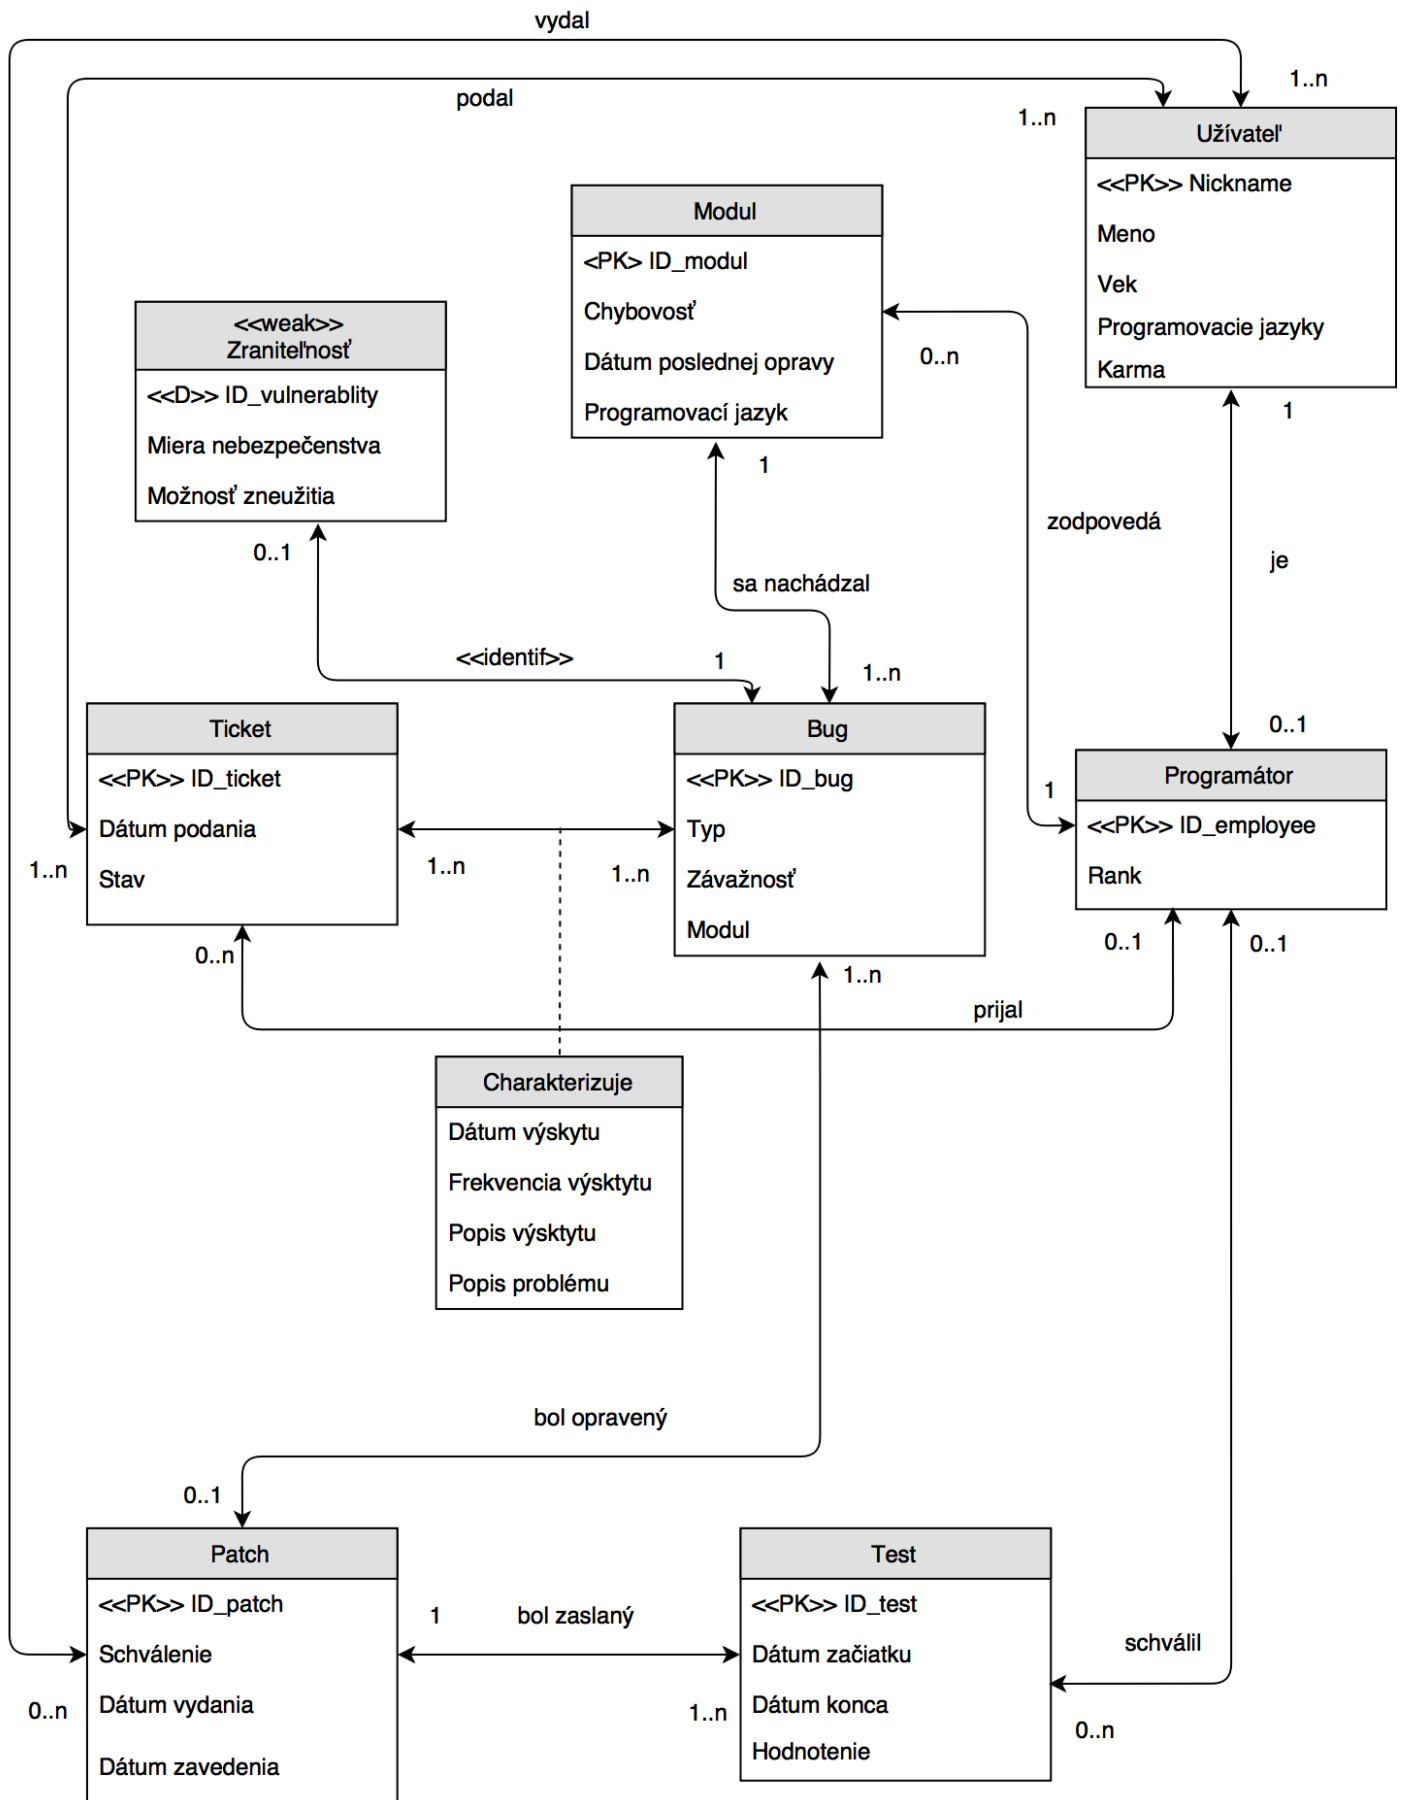 vydal
1..n
podal
1..n
Užívateľ
<<PK>> Nickname
Meno
Vek
Programovacie jazyky
Karma
Modul
<PK> ID_modul
Chybovosť
Dátum poslednej opravy
Programovací jazyk
0..n
<<weak>>
Zraniteľnosť
<<D>> ID_vulnerablity
Miera nebezpečenstva
Možnosť zneužitia
1
1
zodpovedá
0..1
je
sa nachádzal
<<identif>>
1
1..n
0..1
Ticket
<<PK>> ID_ticket
Dátum podania
Stav
1..n
1..n
1..n
Bug
<<PK>> ID_bug
Typ
Závažnosť
Modul
1
Programátor
<<PK>> ID_employee
Rank
0..n
0..1
0..1
1..n
prijal
Charakterizuje
Dátum výskytu
Frekvencia výsktytu
Popis výsktytu
Popis problému
bol opravený
0..1
Patch
<<PK>> ID_patch
Schválenie
Dátum vydania
Dátum zavedenia
0..n
1
bol zaslaný
1..n
Test
<<PK>> ID_test
Dátum začiatku
Dátum konca
Hodnotenie
schválil
0..n